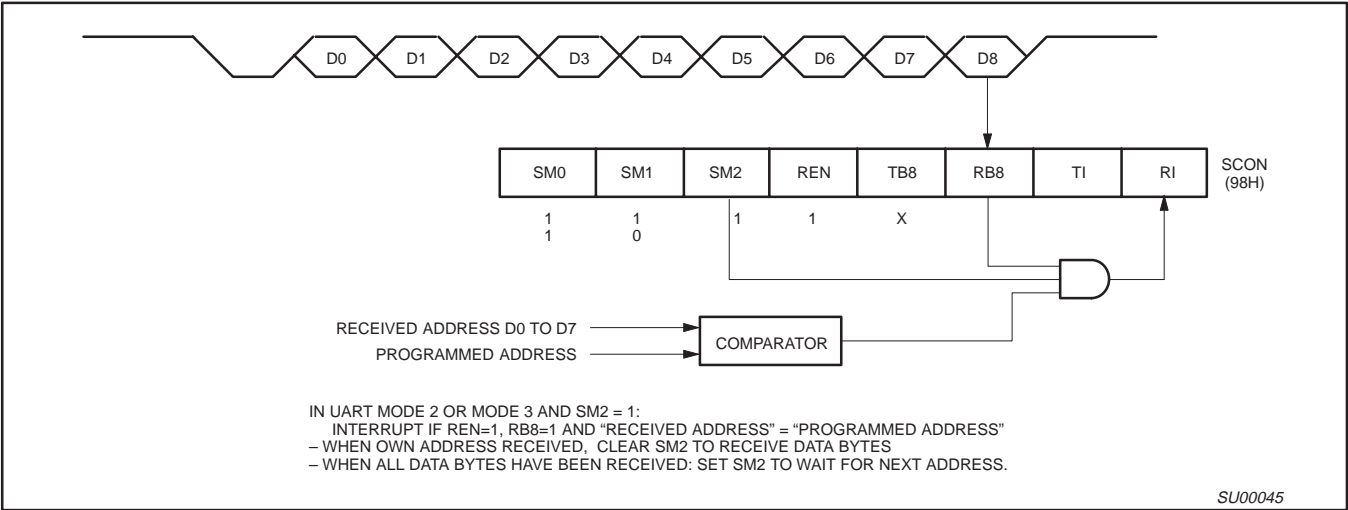 D0 D1 D2 D3 D4 D5 D6 D7 D8
SM0 SM1 SM2 REN TB8 RB8 TI RI SCON
(98H)
1 1 1 1 X
1 0
RECEIVED ADDRESS D0 TO D7
PROGRAMMED ADDRESS
COMPARATOR
IN UART MODE 2 OR MODE 3 AND SM2 = 1:
INTERRUPT IF REN=1, RB8=1 AND “RECEIVED ADDRESS” = “PROGRAMMED ADDRESS”
– WHEN OWN ADDRESS RECEIVED, CLEAR SM2 TO RECEIVE DATA BYTES
– WHEN ALL DATA BYTES HAVE BEEN RECEIVED: SET SM2 TO WAIT FOR NEXT ADDRESS.
SU00045